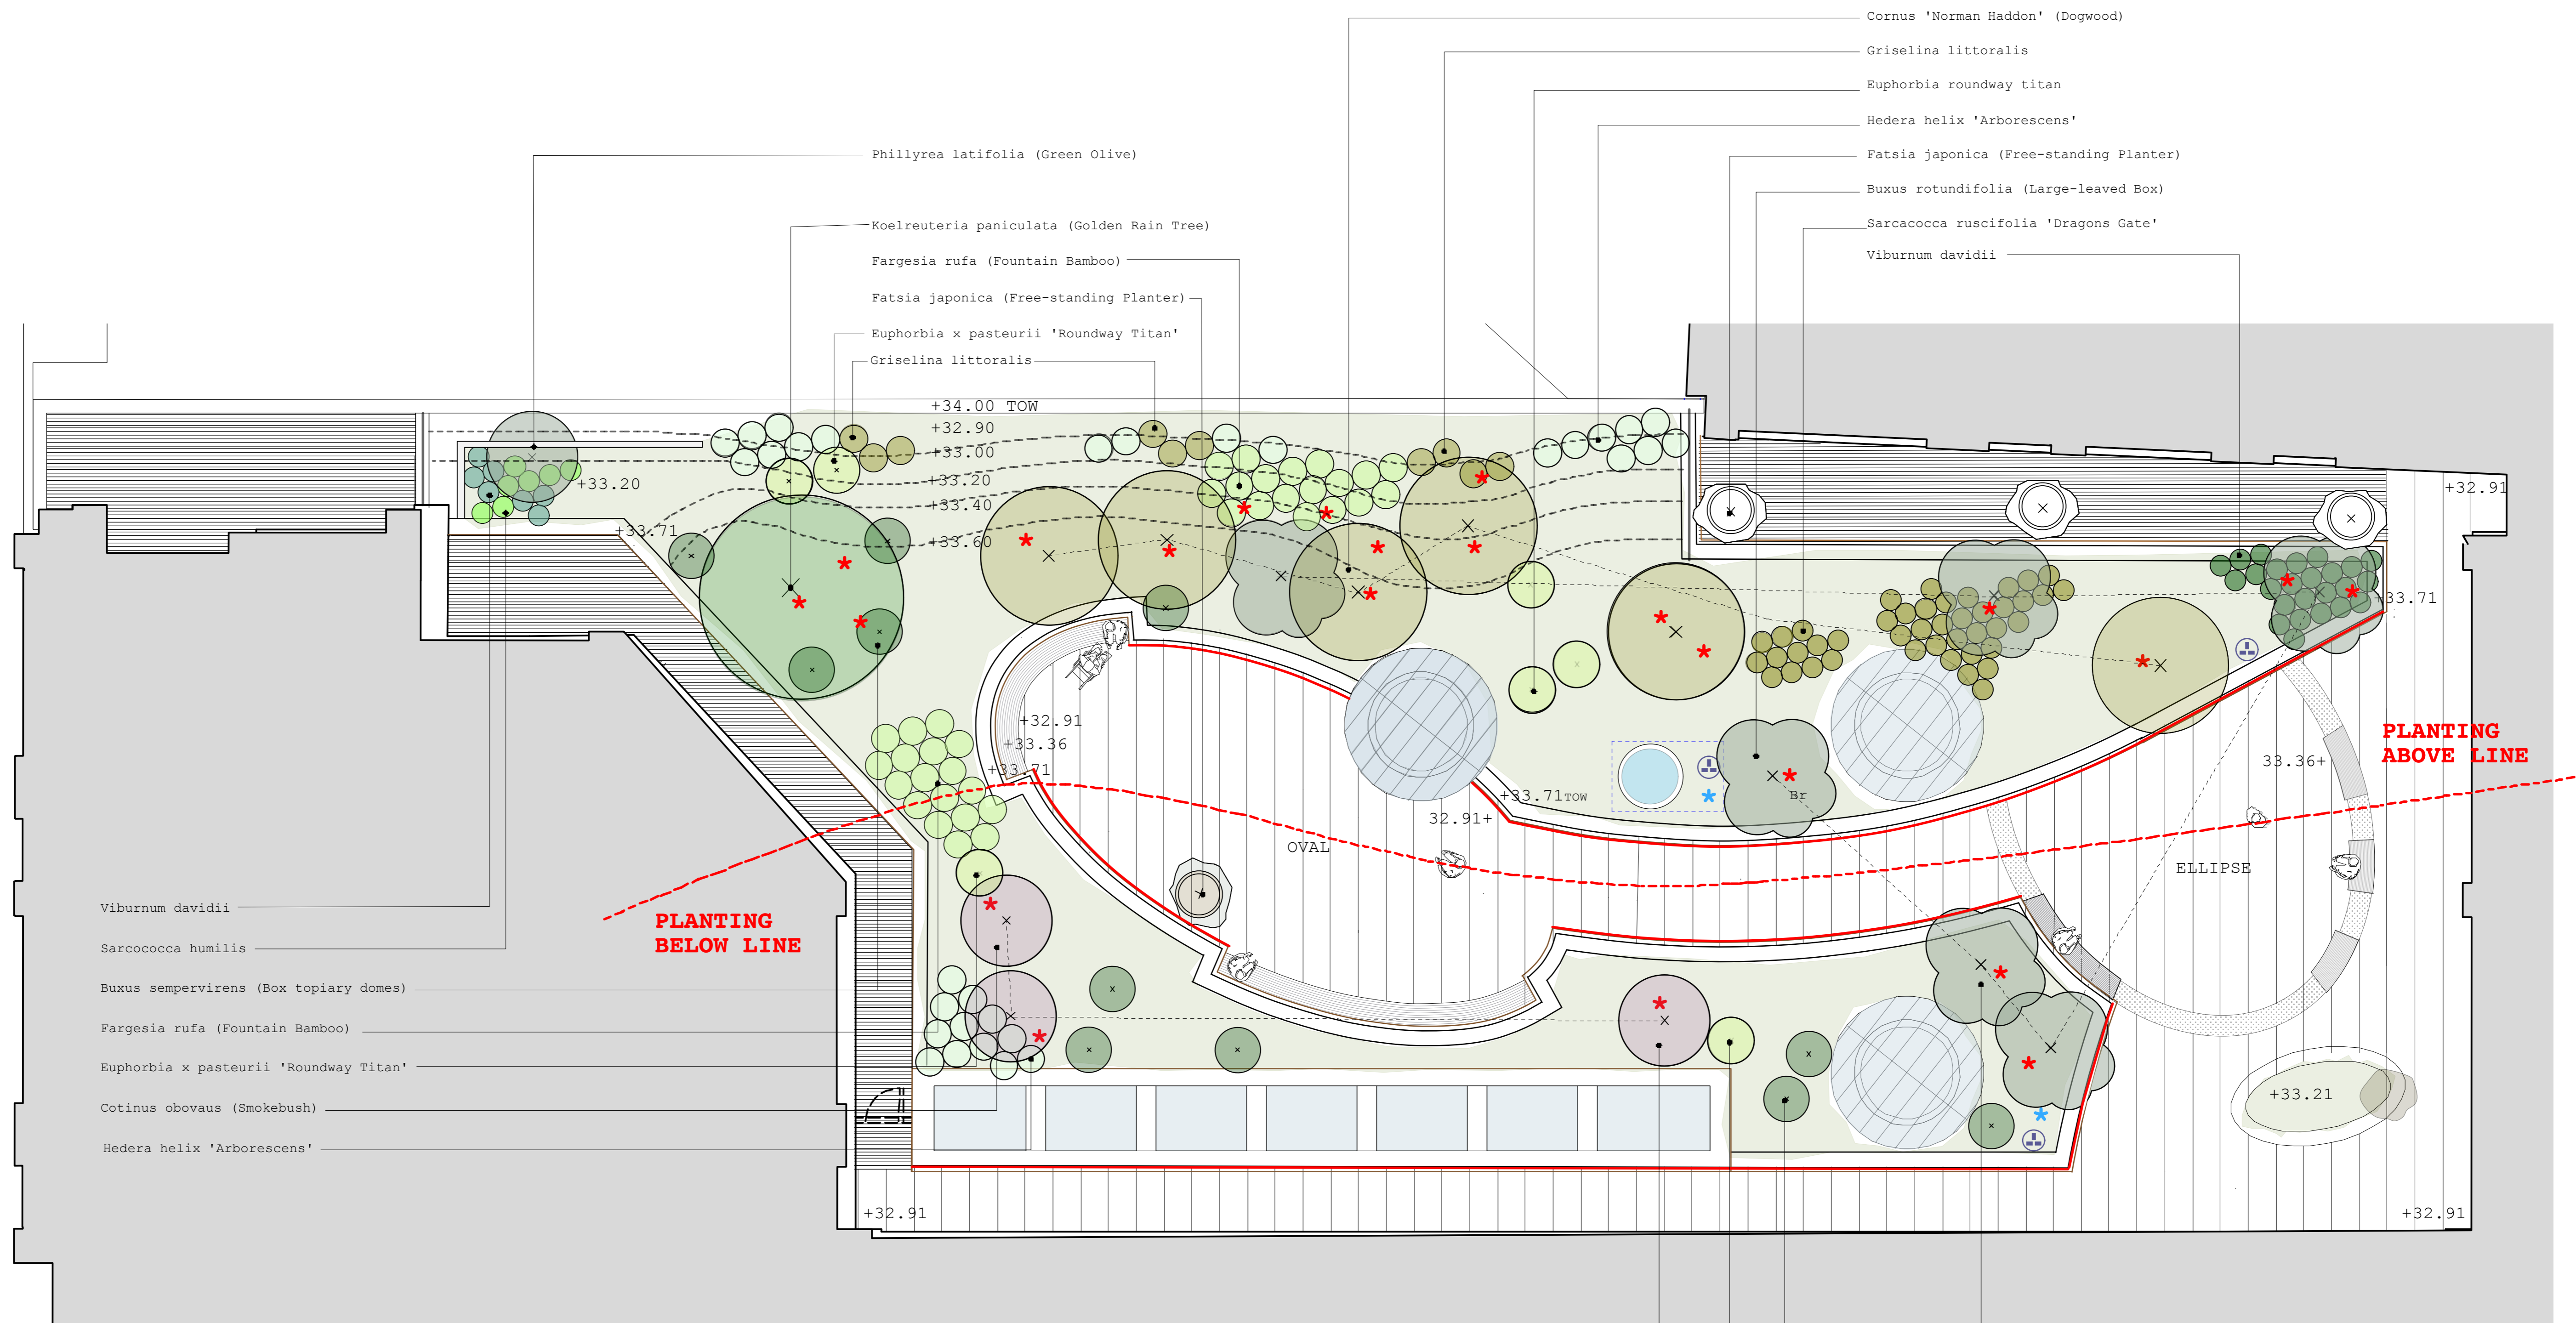 Cornus 'Norman Haddon' (Dogwood)
Griselina littoralis
Euphorbia roundway titan
Hedera helix 'Arborescens'
Fatsia japonica (Free-standing Planter)
Buxus rotundifolia (Large-leaved Box)
Sarcacocca ruscifolia 'Dragons Gate'
Viburnum davidii
Phillyrea latifolia (Green Olive)
Koelreuteria paniculata (Golden Rain Tree)
Fargesia rufa (Fountain Bamboo)
Fatsia japonica (Free-standing Planter)
Euphorbia x pasteurii 'Roundway Titan'
Griselina littoralis
+34.00 TOW
+32.90
+33.00
+33.20
+33.40
+33.60
+33.20
+33.71
+32.91
+33.71
+32.91
+33.36
+33.71
+33.71TOW
32.91+
Br
OVAL
ELLIPSE
33.36+
PLANTING
ABOVE LINE
PLANTING
BELOW LINE
Viburnum davidii
Sarcococca humilis
Buxus sempervirens (Box topiary domes)
Fargesia rufa (Fountain Bamboo)
Euphorbia x pasteurii 'Roundway Titan'
Cotinus obovaus (Smokebush)
Hedera helix 'Arborescens'
+33.21
+32.91
+32.91